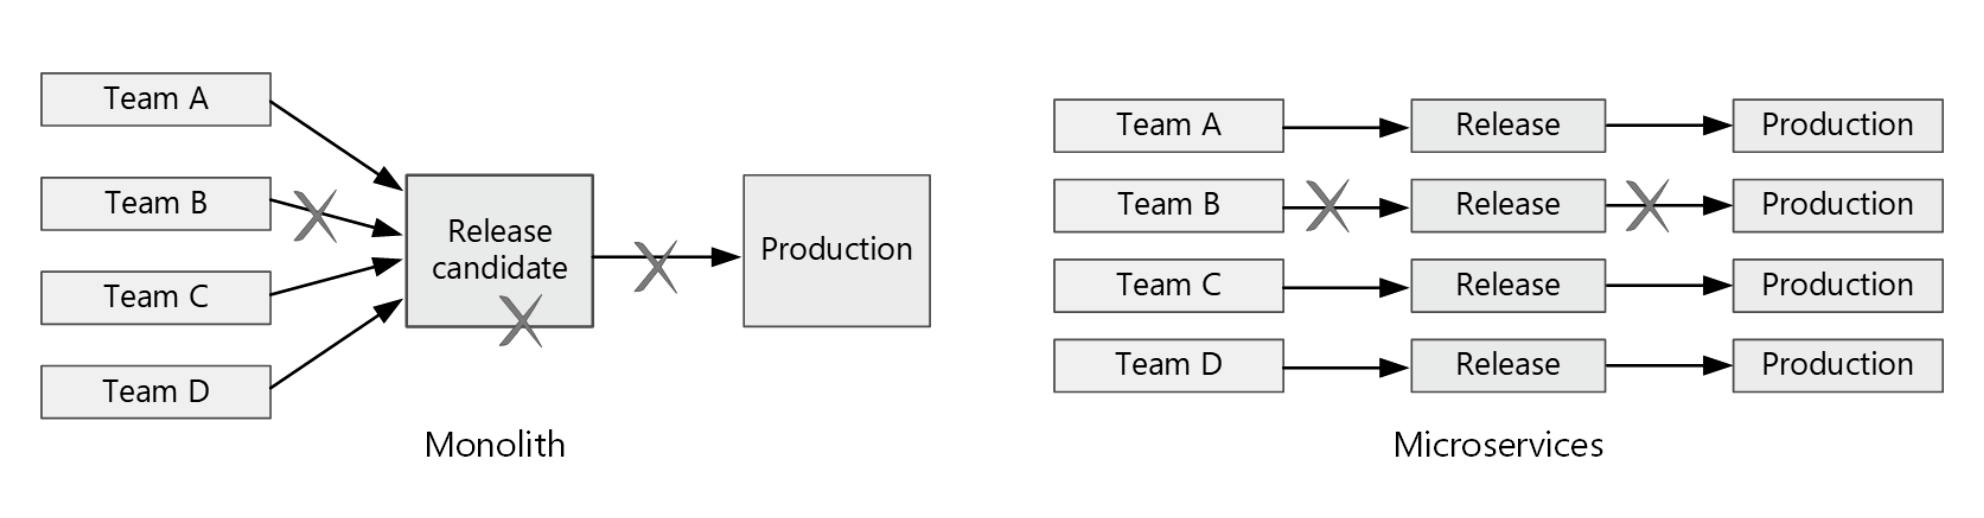 Team A
Team B
Team C
Team D
Release
candidate
Production
Monolith
Team A
Release
Production
Team B
Release
Production
Team C
Release
Production
Team D
Release
Production
Microservices